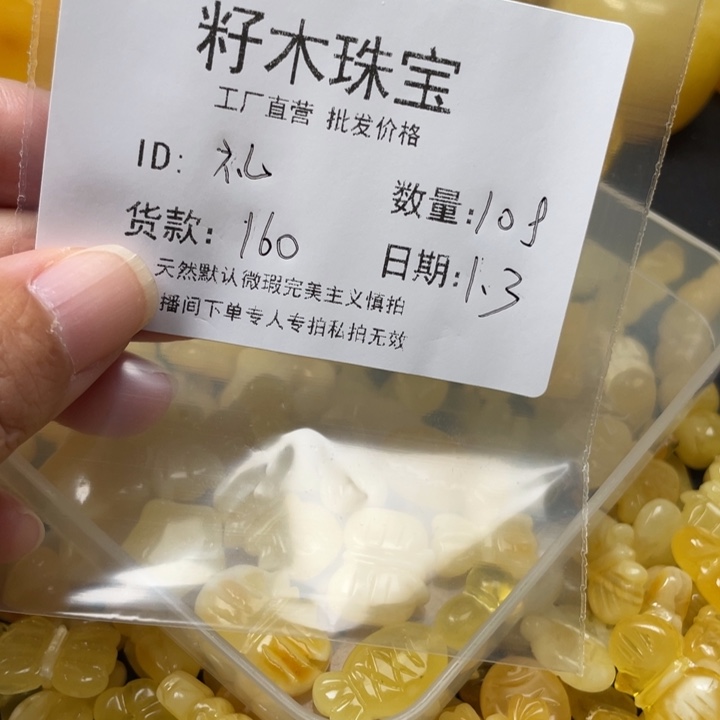 籽木珠宝
工厂直营 批发价格
ID: 礼
数量:10g
货款: 160
日期:1.3
天然默认微瑕完美主义慎拍
播间下单专人专拍私拍无效